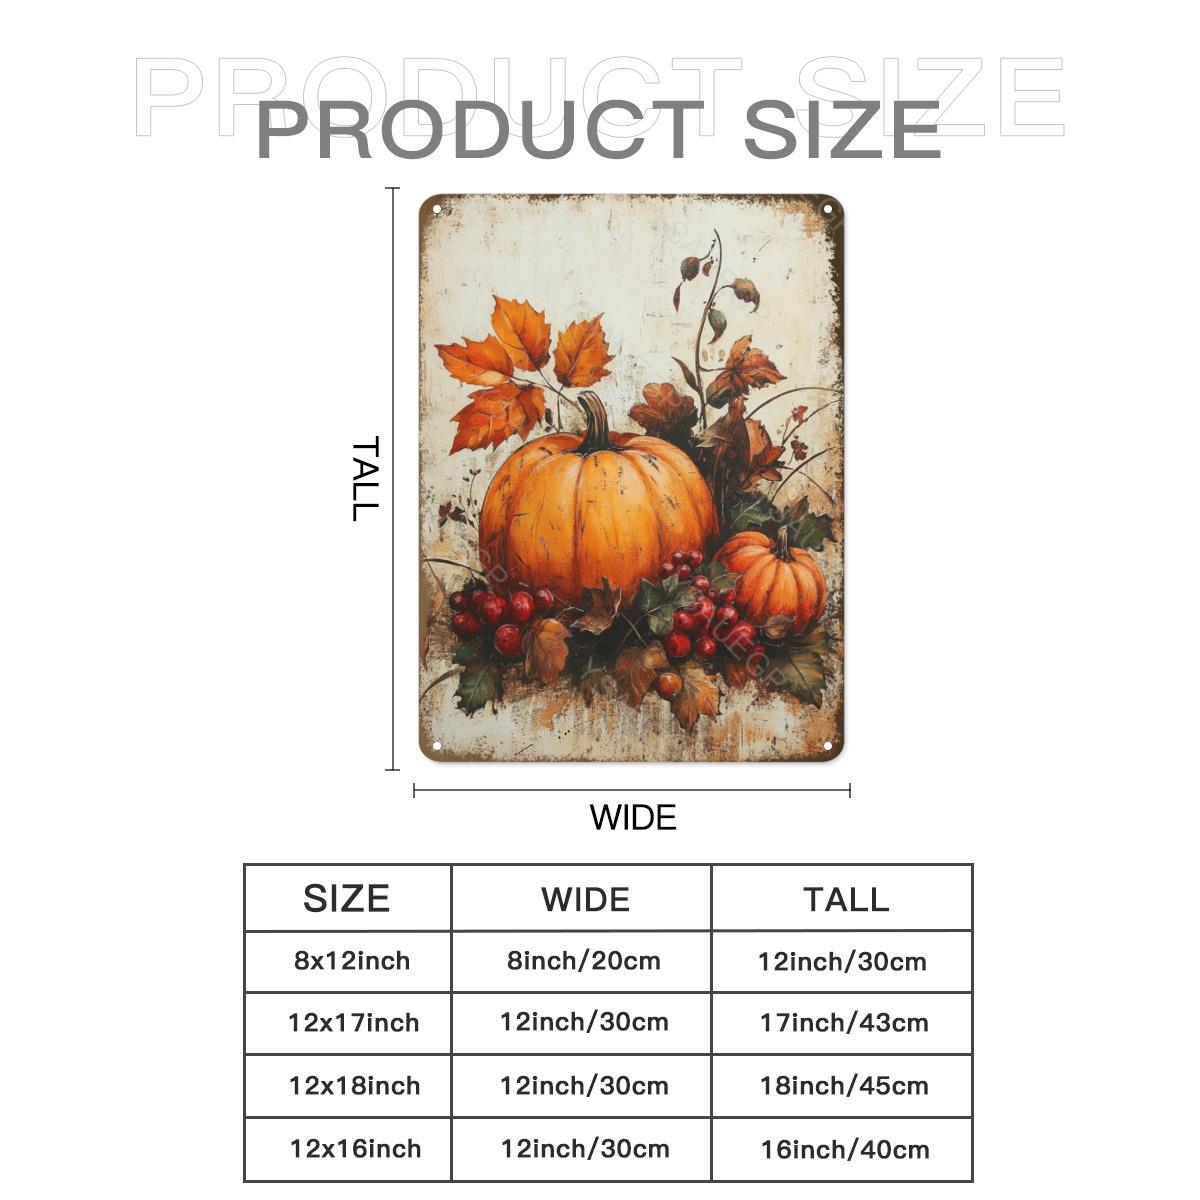 PRODUCT SIZE
PRODUCT SIZE
TALL
WIDE
SIZE WIDE TALL
8x12inch 8inch/20cm 12inch/30cm
12x17inch 12inch/30cm 17inch/43cm
12x18inch 12inch/30cm 18inch/45cm
12x16inch 12inch/30cm 16inch/40cm